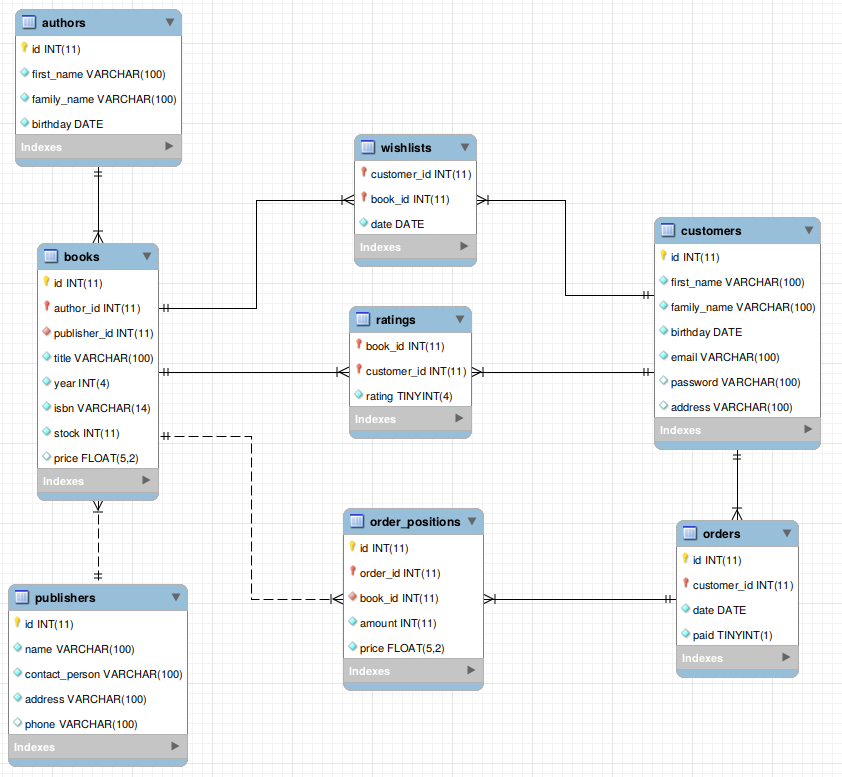 authors
id INT(11)
first_name VARCHAR(100)
family_name VARCHAR(100)
birthday DATE
Indexes
wishlists
customer_id INT(11)
book_id INT(11)
date DATE
Indexes
customers
id INT(11)
first_name VARCHAR(100)
family_name VARCHAR(100)
birthday DATE
email VARCHAR(100)
password VARCHAR(100)
address VARCHAR(100)
Indexes
books
id INT(11)
author_id INT(11)
publisher_id INT(11)
title VARCHAR(100)
year INT(4)
isbn VARCHAR(14)
stock INT(11)
price FLOAT(5,2)
Indexes
ratings
book_id INT(11)
customer_id INT(11)
rating TINYINT(4)
Indexes
order_positions
id INT(11)
order_id INT(11)
book_id INT(11)
amount INT(11)
price FLOAT(5,2)
Indexes
orders
id INT(11)
customer_id INT(11)
date DATE
paid TINYINT(1)
Indexes
publishers
id INT(11)
name VARCHAR(100)
contact_person VARCHAR(100)
address VARCHAR(100)
phone VARCHAR(100)
Indexes